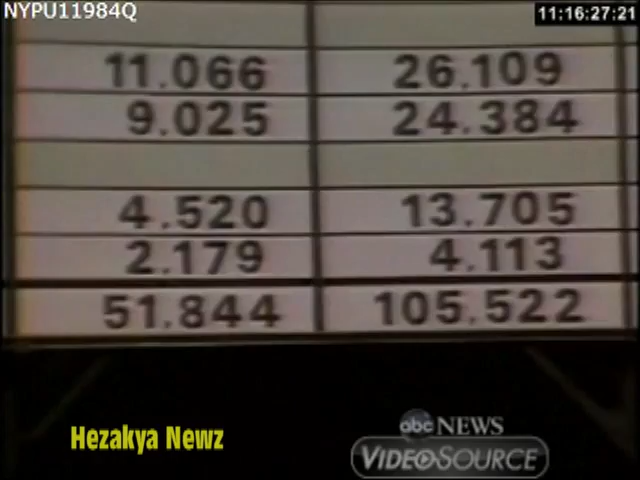 NYPU11984Q 11:16:27:21
11.066 26.109
9.025 24.384
4.520 13.705
2.179 4.113
51.844 105.522
Hezakya Newz
abc NEWS
VIDEOSOURCE